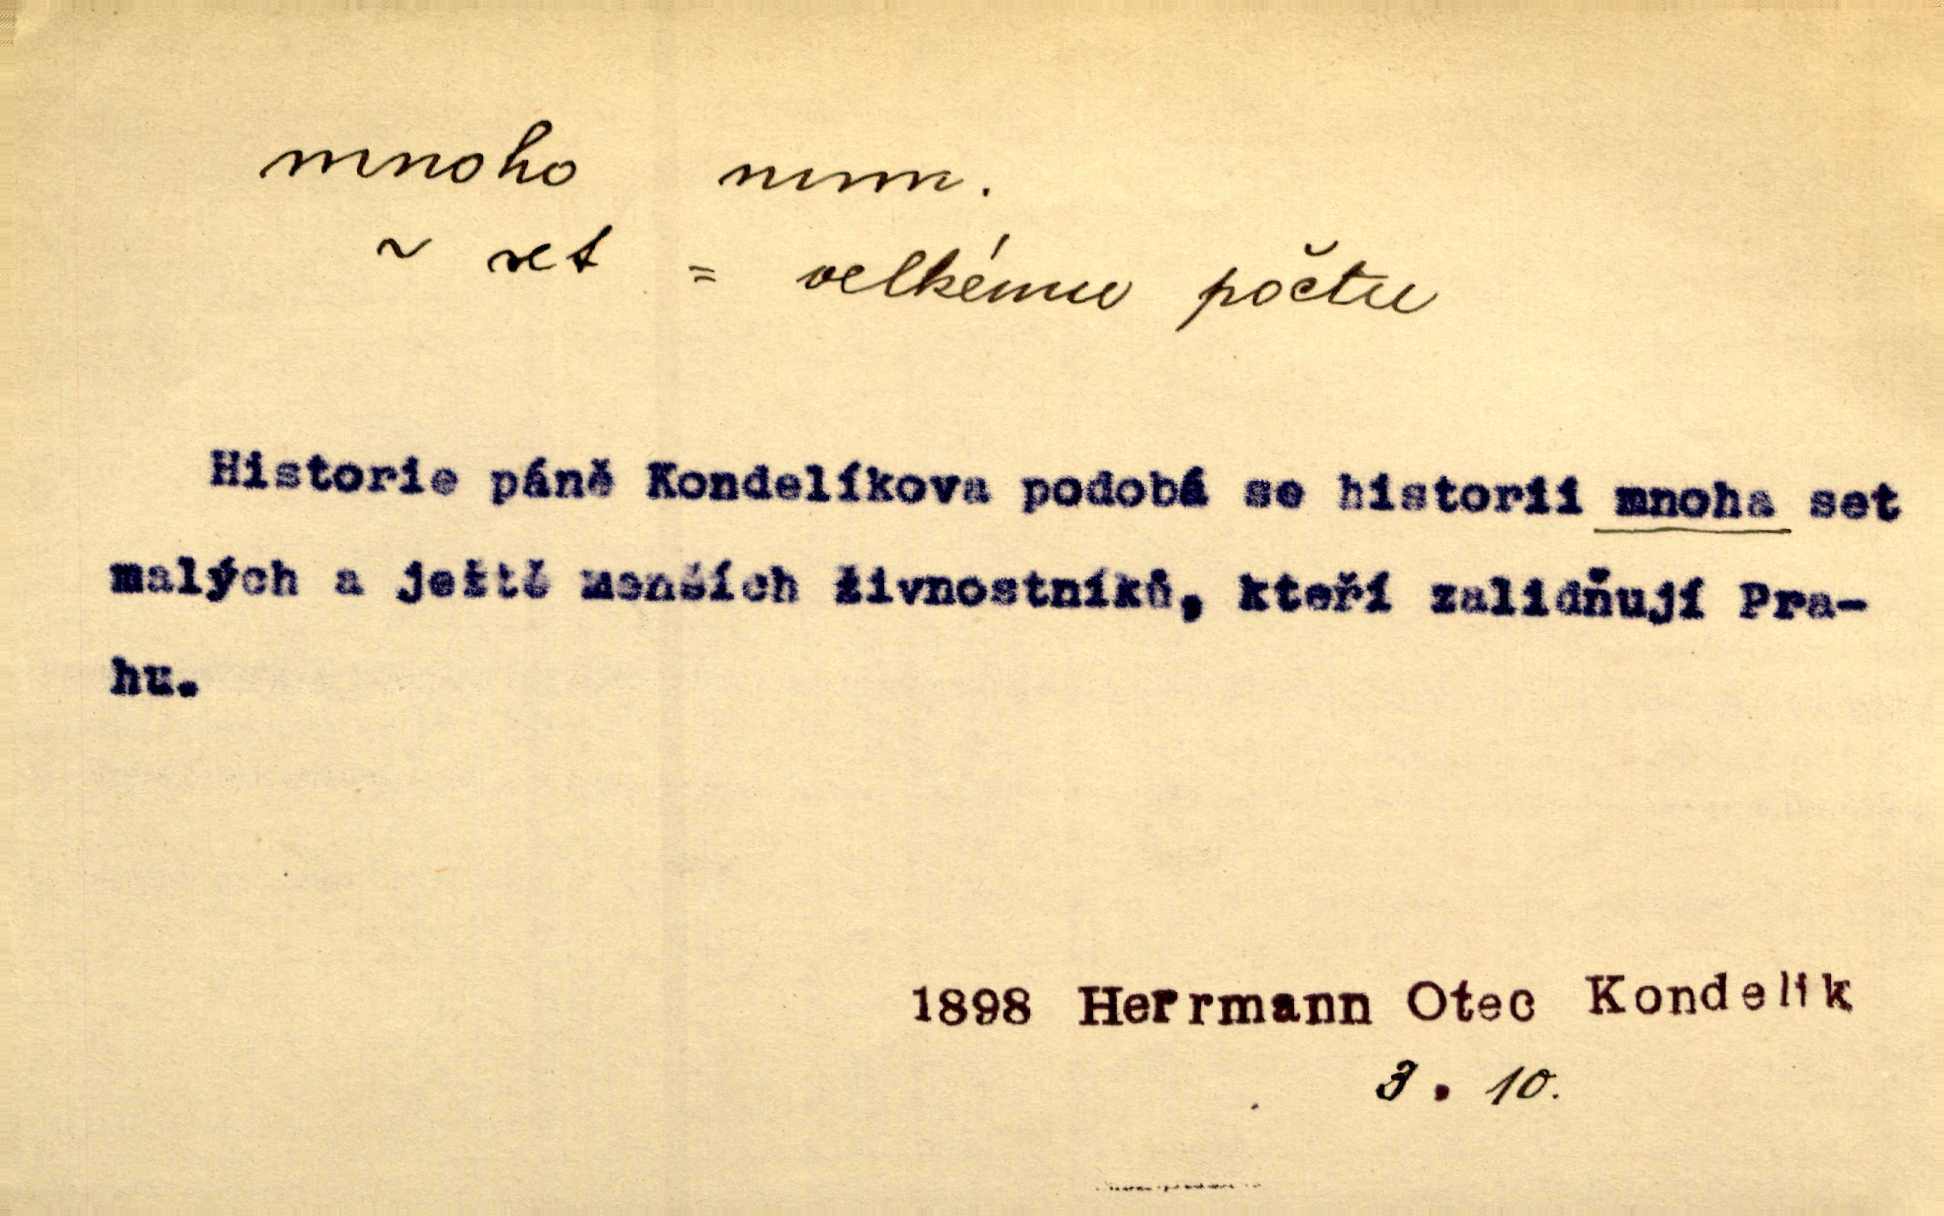 mnoho num.
~ set = velkému počtu
Historie páně Kondelíkova podobá se historii mnoha set
malých a ještě menších živnostníků, kteří zalidňují Pra-
hu.
1898 Herrmann Otec Kondelík
3. 10.